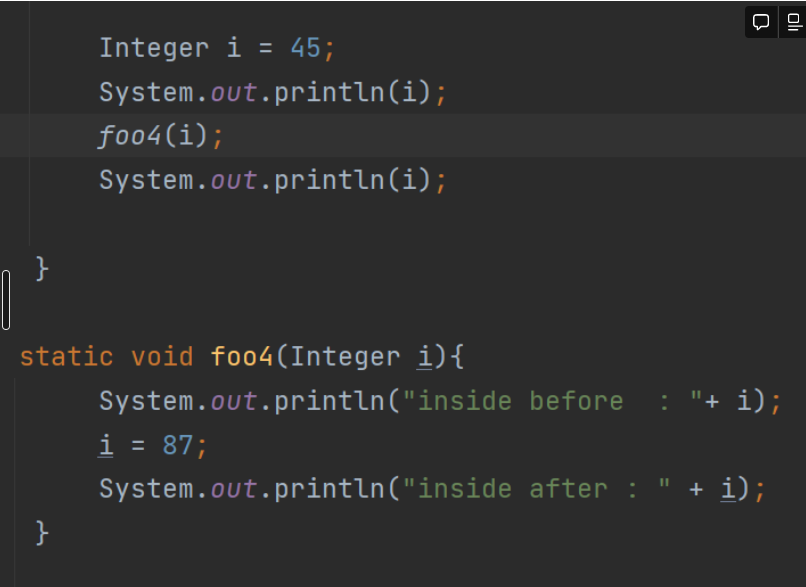 Integer i = 45;
System.out.println(i);
foo4(i);
System.out.println(i);
}
static void foo4(Integer i){
System.out.println("inside before  : "+ i);
i = 87;
System.out.println("inside after : " + i);
}